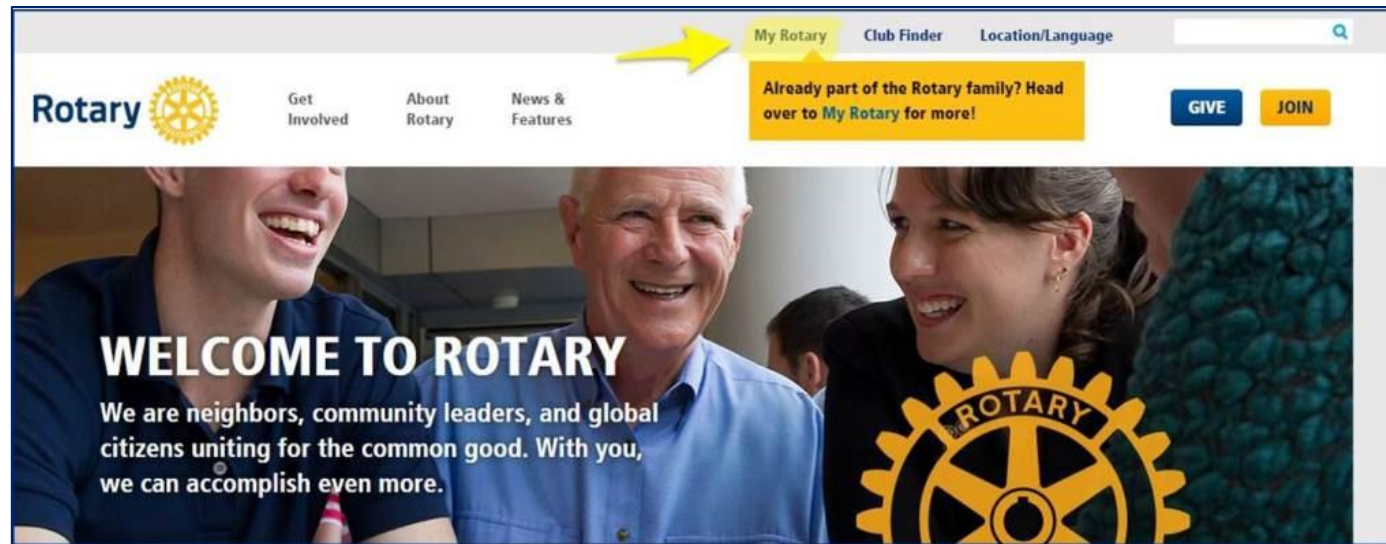 My Rotary Club Finder Location/Language
Already part of the Rotary family? Head
over to My Rotary for more!
Rotary
Get
Involved
About
Rotary
News &
Features
GIVE JOIN
WELCOME TO ROTARY
We are neighbors, community leaders, and global
citizens uniting for the common good. With you,
we can accomplish even more.
ROTARY